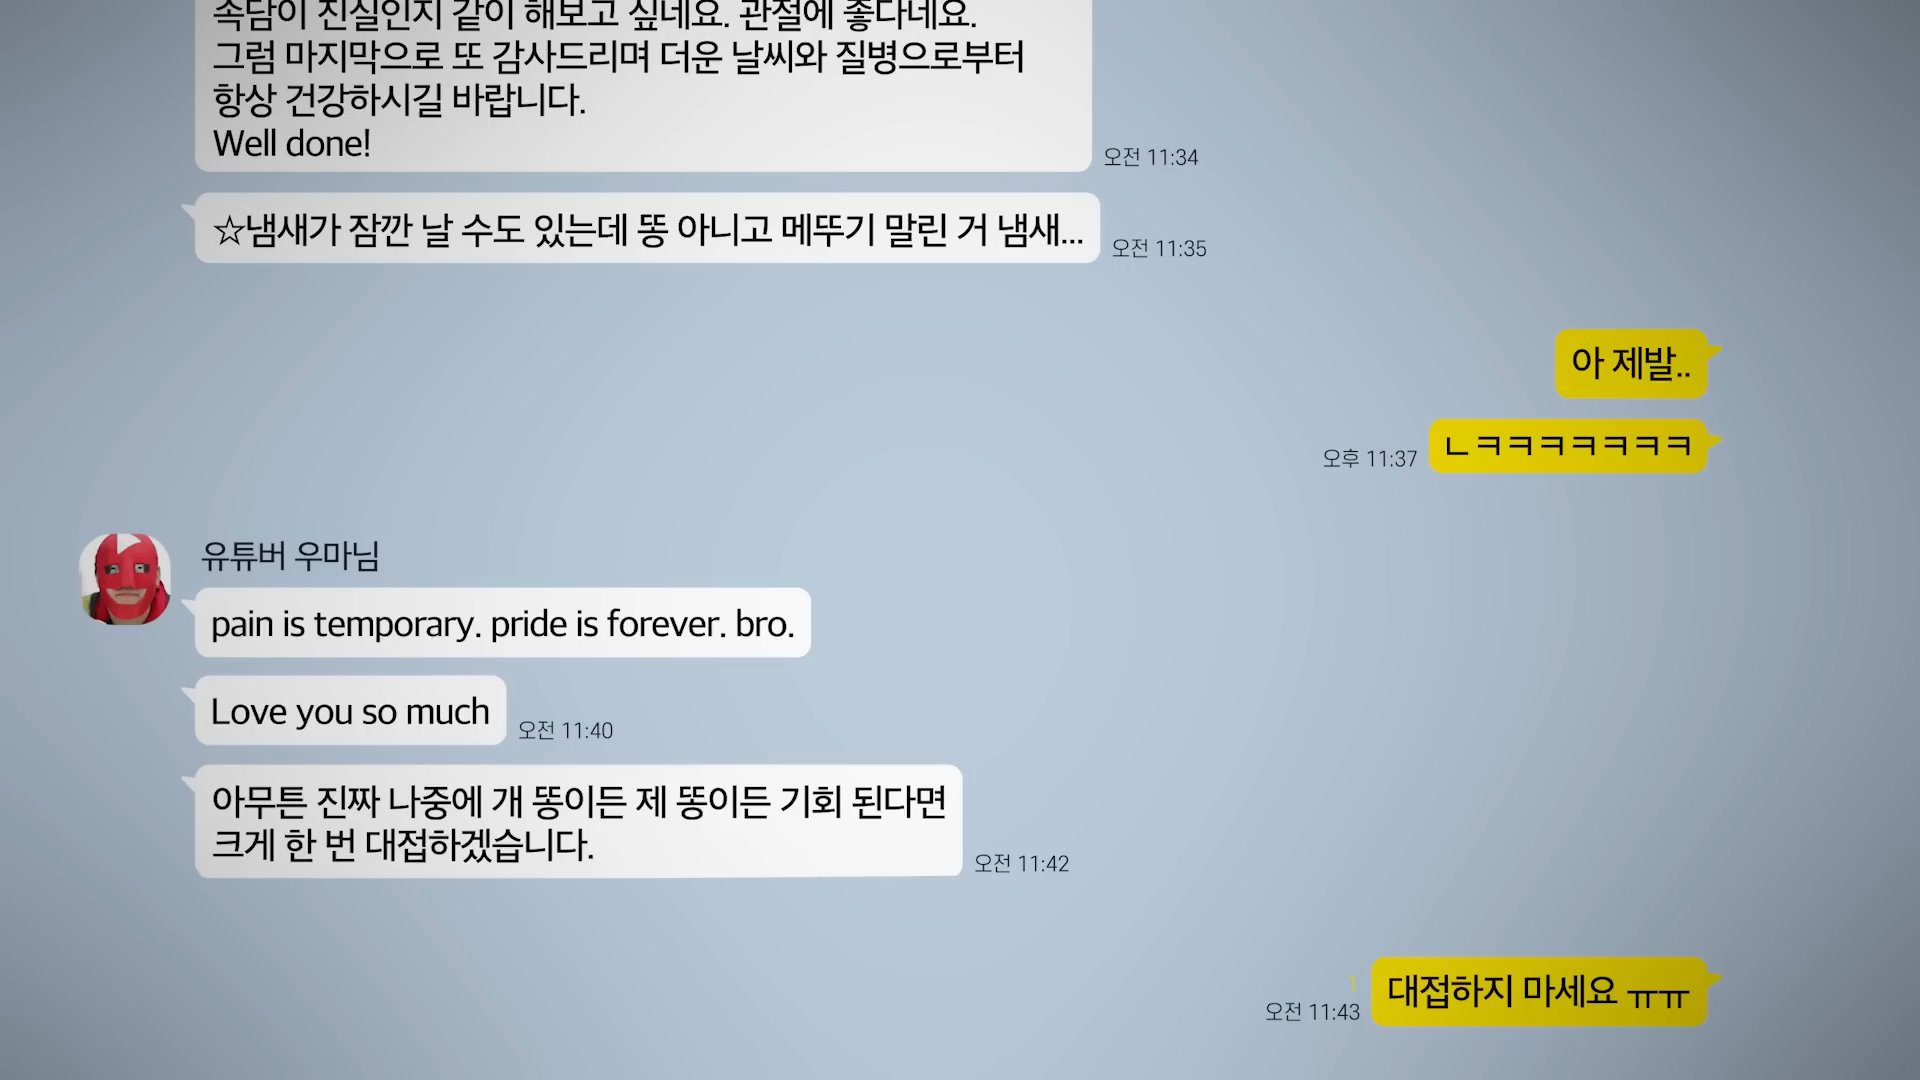 속담이 진실인지 같이 해보고 싶네요. 관절에 좋다네요.
그럼 마지막으로 또 감사드리며 더운 날씨와 질병으로부터
항상 건강하시길 바랍니다.
Well done!
오전 11:34
☆냄새가 잠깐 날 수도 있는데 똥 아니고 메뚜기 말린 거 냄새...
오전 11:35
아 제발..
ㄴㅋㅋㅋㅋㅋㅋㅋ
오후 11:37
유튜버 우마님
pain is temporary. pride is forever. bro.
Love you so much
오전 11:40
아무튼 진짜 나중에 개 똥이든 제 똥이든 기회 된다면
크게 한 번 대접하겠습니다.
오전 11:42
대접하지 마세요 ㅠㅠ
1
오전 11:43